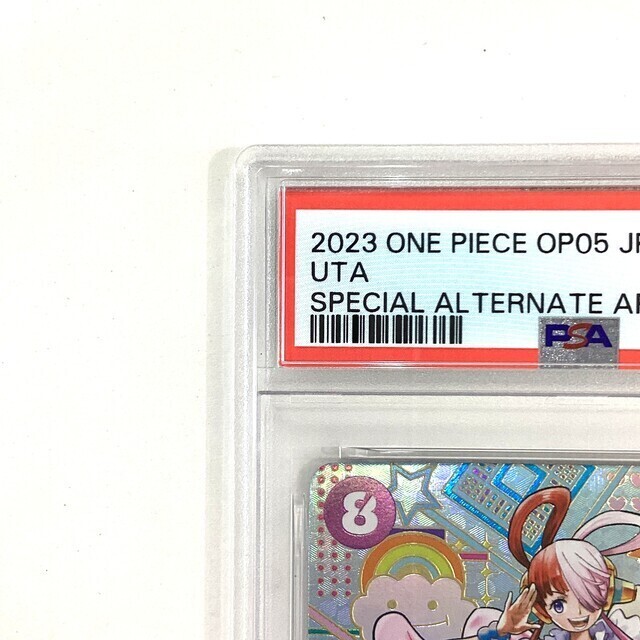 2023 ONE PIECE OP05 JP
UTA
SPECIAL ALTERNATE AR
PSA
8